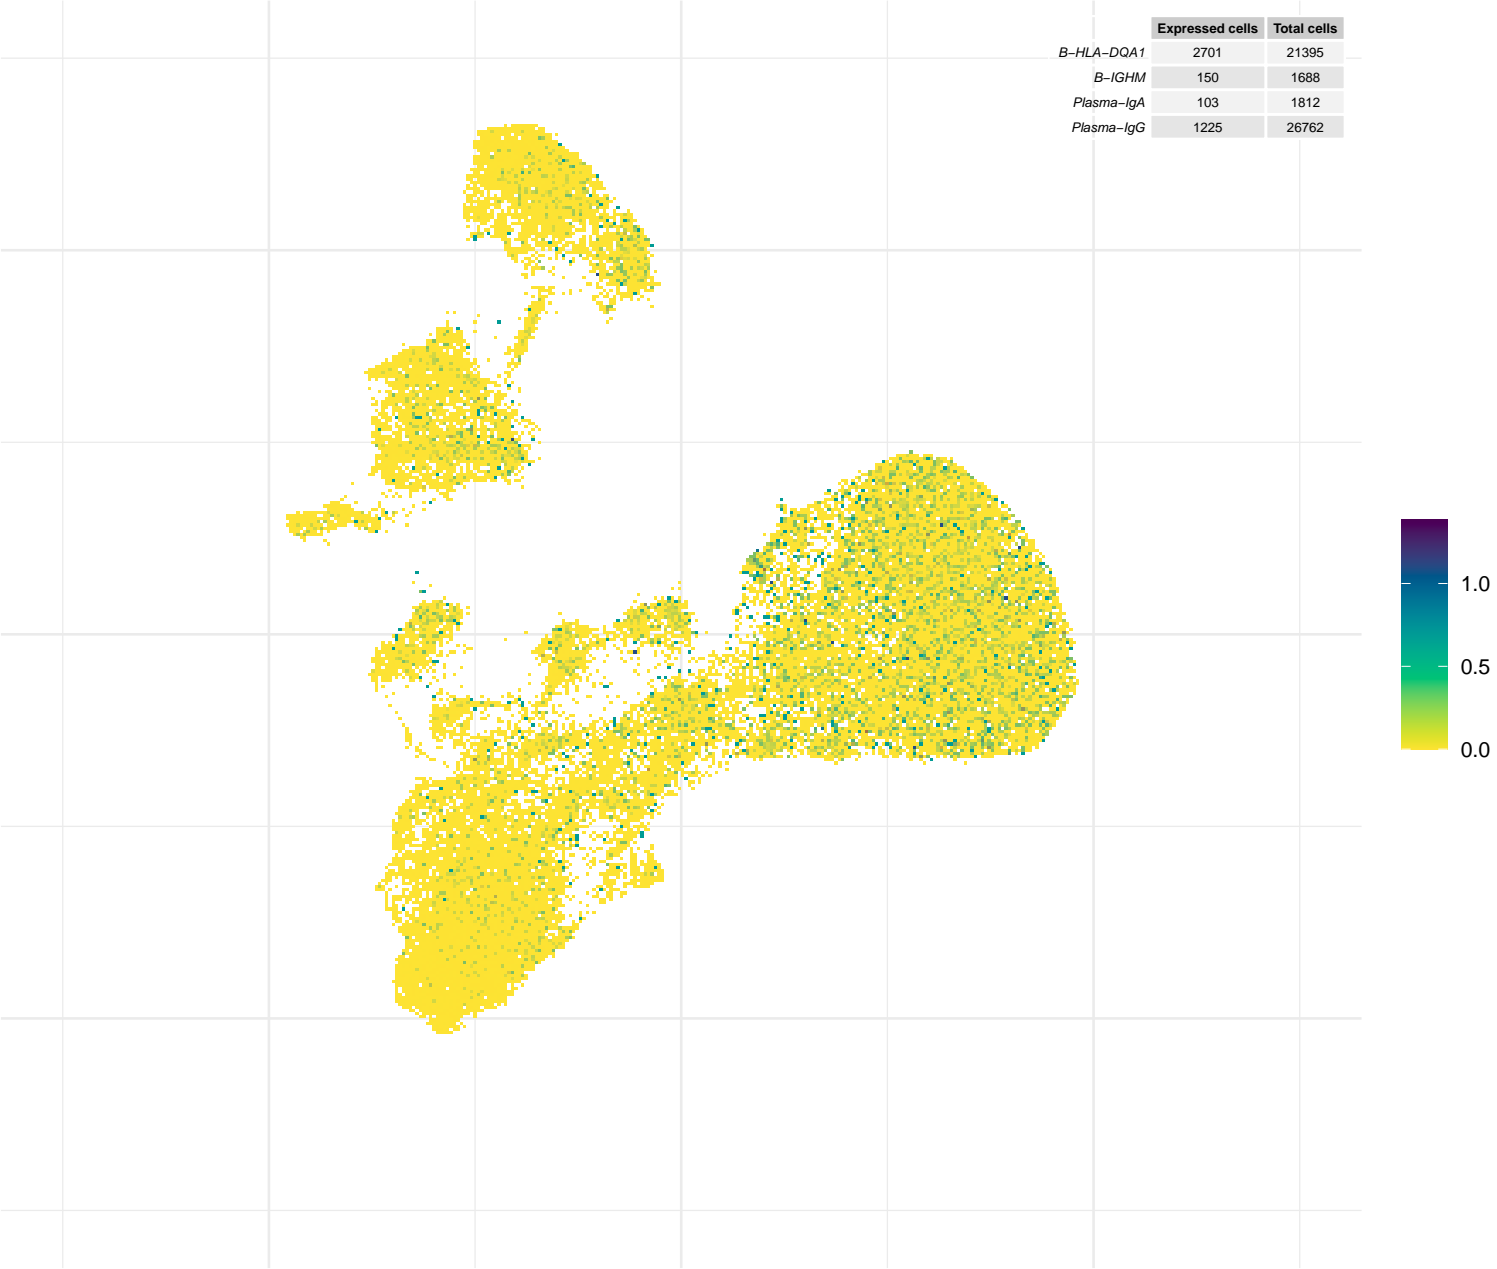 Expressed cells Total cells
B−HLA−DQA1 2701 21395
B−IGHM 150 1688
Plasma−IgA 103 1812
Plasma−IgG 1225 26762
1.0
0.5
0.0